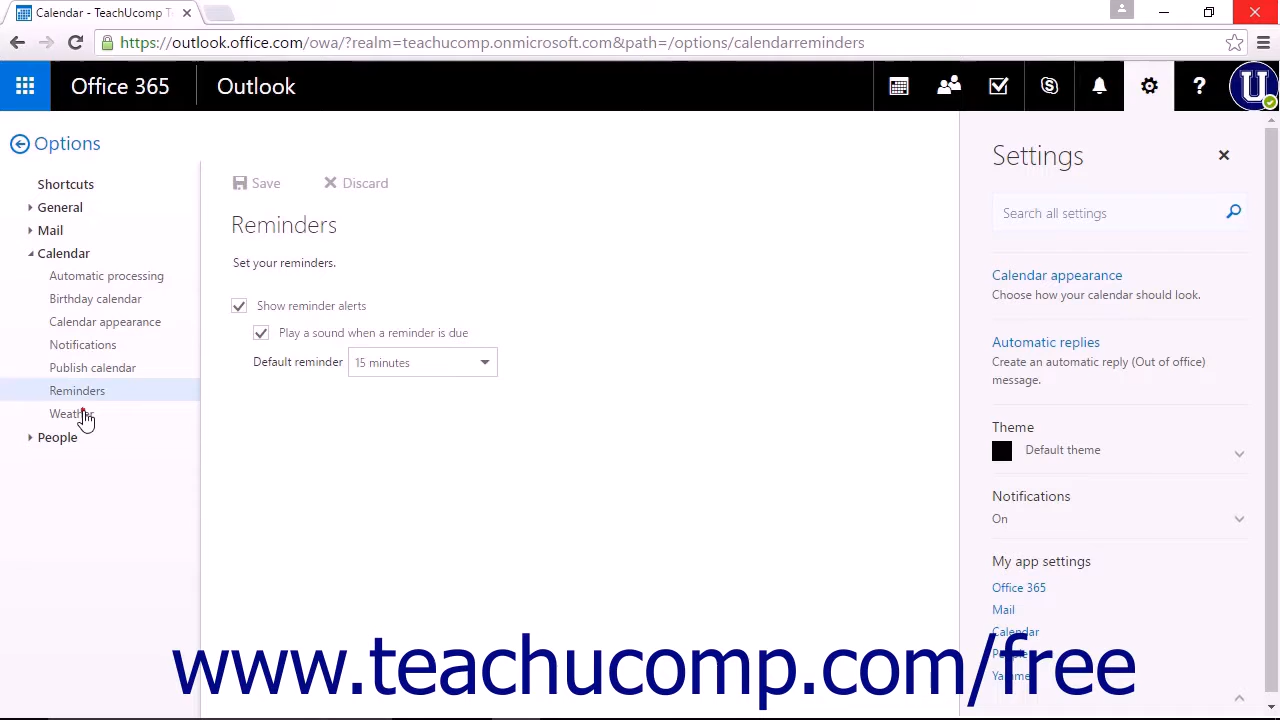 Calendar - TeachUcomp T
https://outlook.office.com/owa/?realm=teachucomp.onmicrosoft.com&path=/options/calendarreminders
Office 365
Outlook
U
Options
Shortcuts
General
Mail
Calendar
Automatic processing
Birthday calendar
Calendar appearance
Notifications
Publish calendar
Reminders
Weather
People
Save
Discard
Reminders
Set your reminders.
Show reminder alerts
Play a sound when a reminder is due
Default reminder
15 minutes
Settings
Search all settings
Calendar appearance
Choose how your calendar should look.
Automatic replies
Create an automatic reply (Out of office)
message.
Theme
Default theme
Notifications
On
My app settings
Office 365
Mail
Calendar
People
Yammer
www.teachucomp.com/free